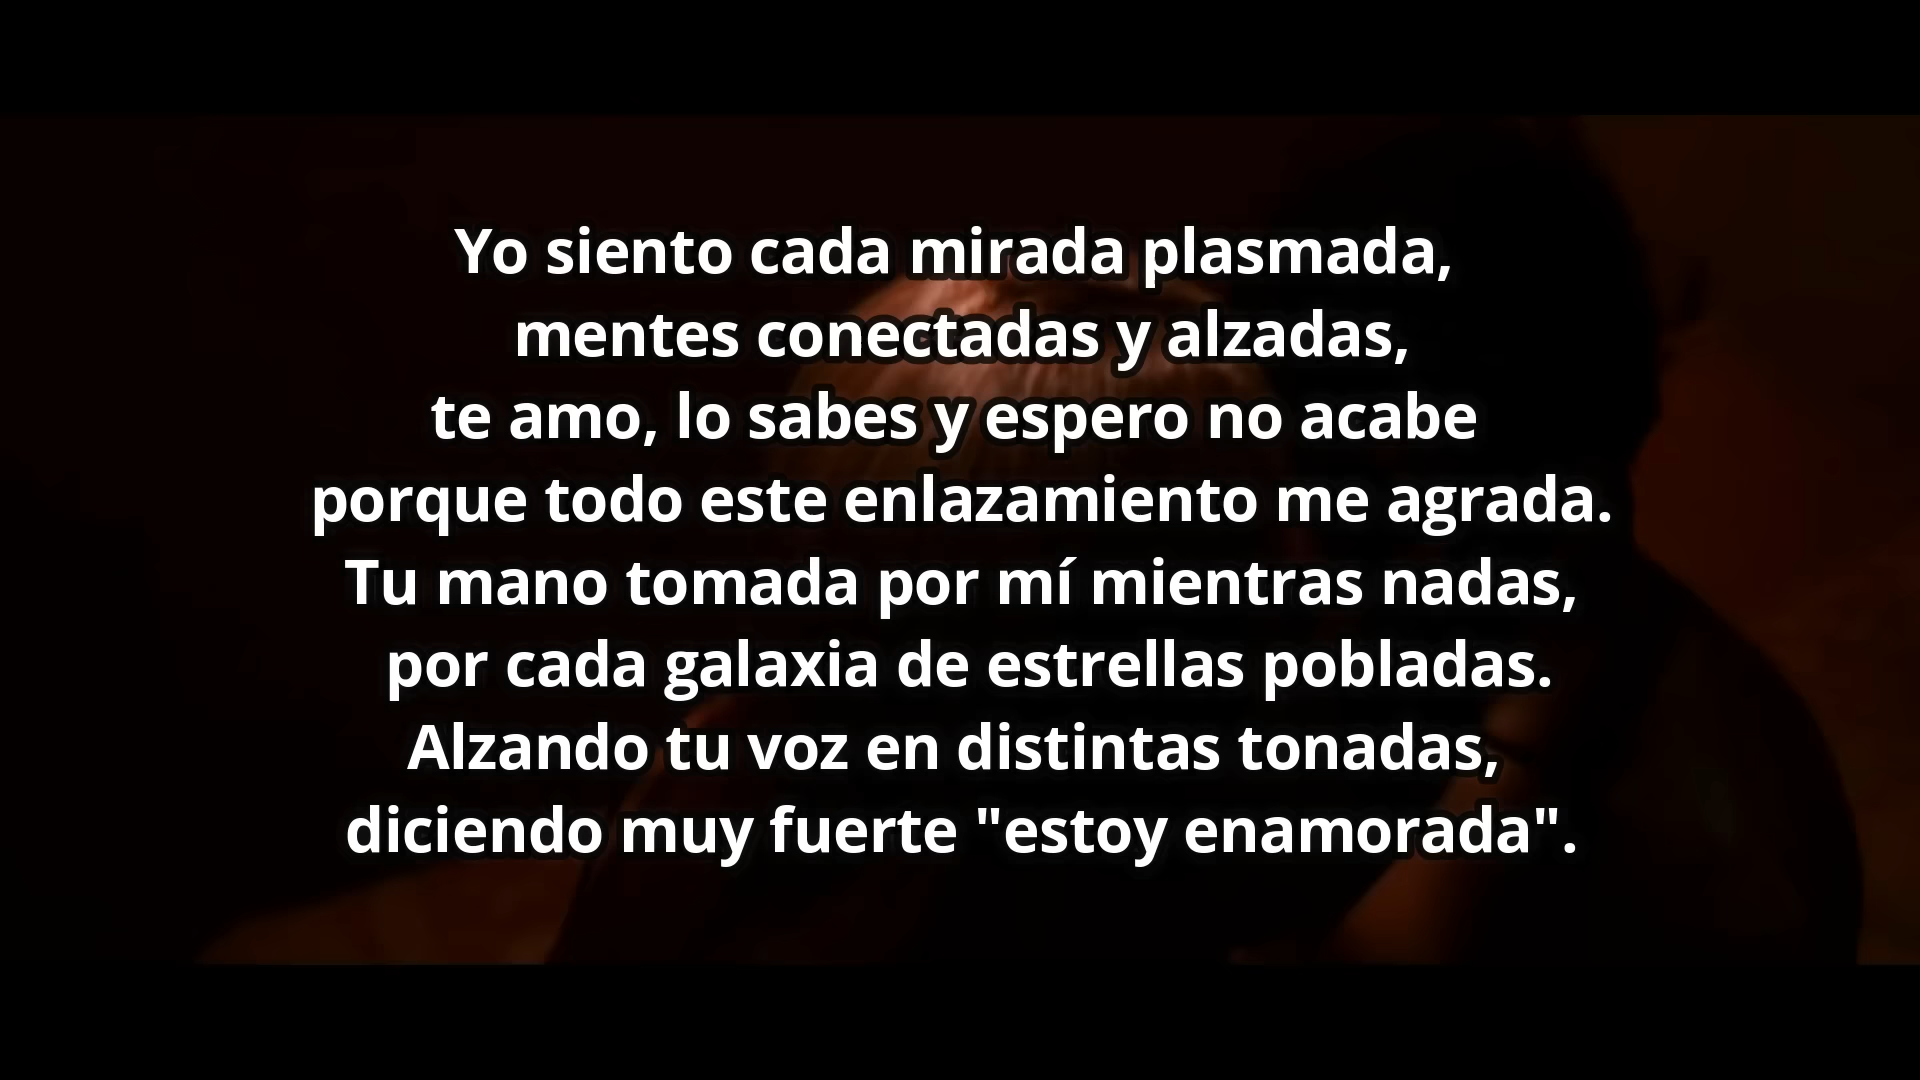 Yo siento cada mirada plasmada,
mentes conectadas y alzadas,
te amo, lo sabes y espero no acabe
porque todo este enlazamiento me agrada.
Tu mano tomada por mí mientras nadas,
por cada galaxia de estrellas pobladas.
Alzando tu voz en distintas tonadas,
diciendo muy fuerte "estoy enamorada".